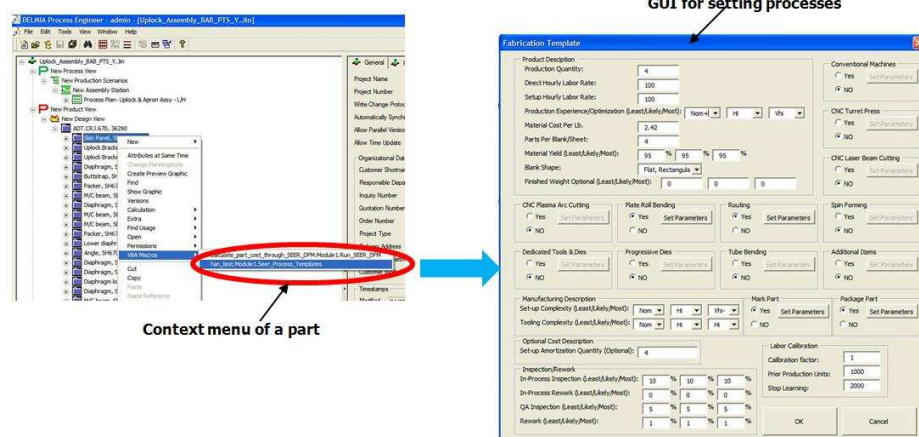 GUI for setting processes
DELMIA Process Engineer - admin - [Uplock_Assembly_BAB_PTS_Y.Jin]
File Edit Tools View Window Help
Uplock_Assembly_BAB_PTS_Y.Jin
New Process View
New Production Scenarios
New Assembly Station
Process Plan- Uplock & Apron Assy - L/H
New Product View
New Design View
ADT:CRJ.670, 36290
Skin Panel, S
Uplock Bracke
Uplock Bracke
Diaphragm, S
Buttstrap, SH
Packer, SH67
M/C beam, S
Diaphragm, S
M/C beam, S
M/C beam, S
Packer, SH67
Lower diaphr
Angle, SH67
Diaphragm, S
Diaphragm, S
Diaphragm lo
Diaphragm, S
New
Attributes at Same Time
Change Planningstate
Create Preview Graphic
Find
Show Graphic
Versions
Calculation
Extra
Find Usage
Open
Permissions
VBA Macros
Cut
Copy
Paste
Paste Reference
General
Project Name
Project Number
Write Change Protoc
Automatically Synchr
Allow Parallel Version
Allow Time Update
Organizational Dat
Customer Shortnam
Responsible Depa
Inquiry Number
Quotation Number
Order Number
Project Type
Delivery Address
Timestamps
Calculate_part_cost_through_SEER_DFM.Module1.Run_SEER_DFM
Yan_test.Module1.Seer_Process_Templates
Context menu of a part
Fabrication Template
Product Desciption
Production Quantity: 4
Direct Hourly Labor Rate: 100
Setup Hourly Labor Rate: 100
Production Experience/Optimization (Least/Likely/Most): Nom+ Hi Vhi
Material Cost Per Lb. 2.42
Parts Per Blank/Sheet: 4
Material Yield (Least/Likely/Most): 95 % 95 % 95 %
Blank Shape: Flat, Rectangula
Finished Weight Optional (Least/Likely/Most): 0 0 0
Conventional Machines
Yes Set Parameters
NO
CNC Turret Press
Yes Set Parameters
NO
CNC Laser Beam Cutting
Yes Set Parameters
NO
CNC Plasma Arc Cutting
Yes Set Parameters
NO
Plate Roll Bending
Yes Set Parameters
NO
Routing
Yes Set Parameters
NO
Spin Forming
Yes Set Parameters
NO
Dedicated Tools & Dies
Yes Set Parameters
NO
Progressive Dies
Yes Set Parameters
NO
Tube Bending
Yes Set Parameters
NO
Additional Items
Yes Set Parameters
NO
Manufacturing Description
Set-up Complexity (Least/Likely/Most): Nom Hi Vhi-
Tooling Complexity (Least/Likely/Most): Nom Hi Hi
Mark Part
Yes Set Parameters
NO
Package Part
Yes Set Parameters
NO
Optional Cost Description
Set-up Amortization Quantity (Optional): 4
Inspection/Rework
In-Process Inspection (Least/Likely/Most): 10 % 10 % 10 %
In-Process Rework (Least/Likely/Most): 0 % 0 % 0 %
QA Inspection (Least/Likely/Most): 5 % 5 % 5 %
Rework (Least/Likely/Most): 1 % 1 % 1 %
Labor Calibration
Calibration factor: 1
Prior Production Units: 1000
Stop Learning: 2000
OK Cancel